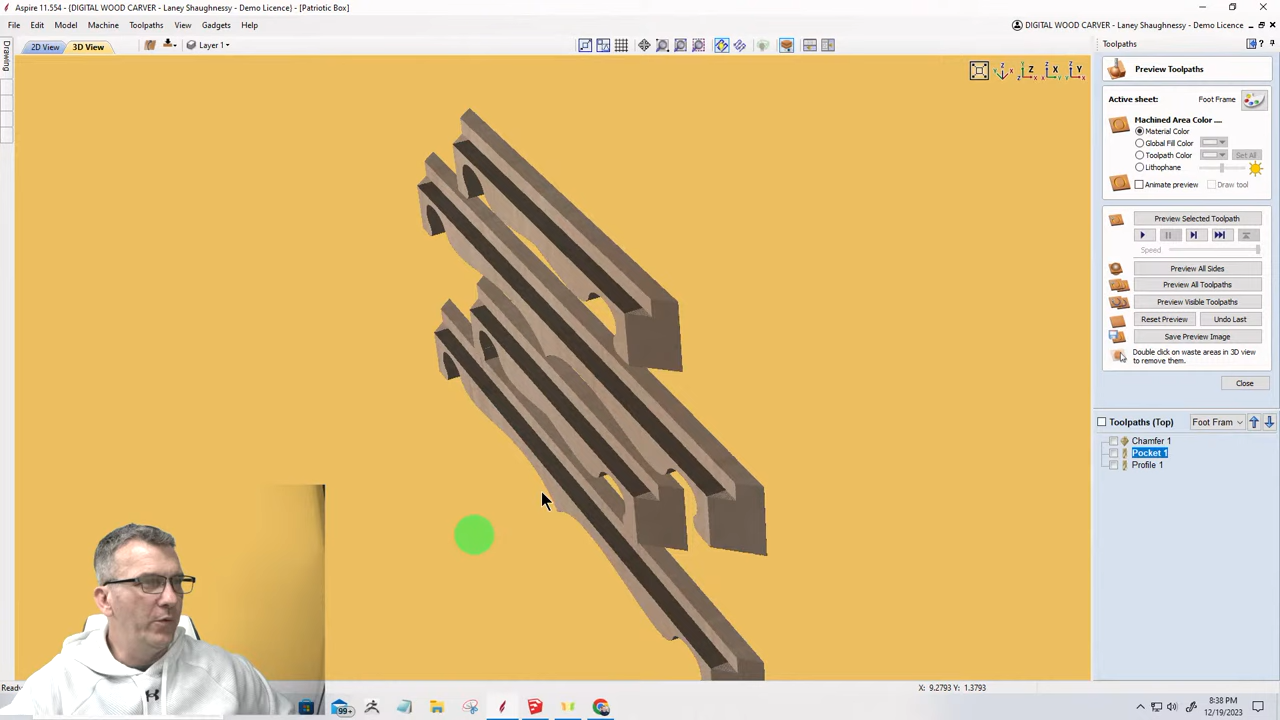 Aspire 11.554 - (DIGITAL WOOD CARVER - Laney Shaughnessy - Demo Licence) - [Patriotic Box]
File Edit Model Machine Toolpaths View Gadgets Help
DIGITAL WOOD CARVER - Laney Shaughnessy - Demo Licence
Drawing
2D View 3D View Layer 1
Z X Y
Toolpaths
Preview Toolpaths
Active sheet: Foot Frame
Machined Area Color ....
Material Color
Global Fill Color
Toolpath Color Set All
Lithophane
Animate preview Draw tool
Preview Selected Toolpath
Speed
Preview All Sides
Preview All Toolpaths
Preview Visible Toolpaths
Reset Preview Undo Last
Save Preview Image
Double click on waste areas in 3D view
to remove them.
Close
Toolpaths (Top) Foot Fram
Chamfer 1
Pocket 1
Profile 1
Ready
X: 9.2793 Y: 1.3793
99+
8:38 PM
12/19/2023